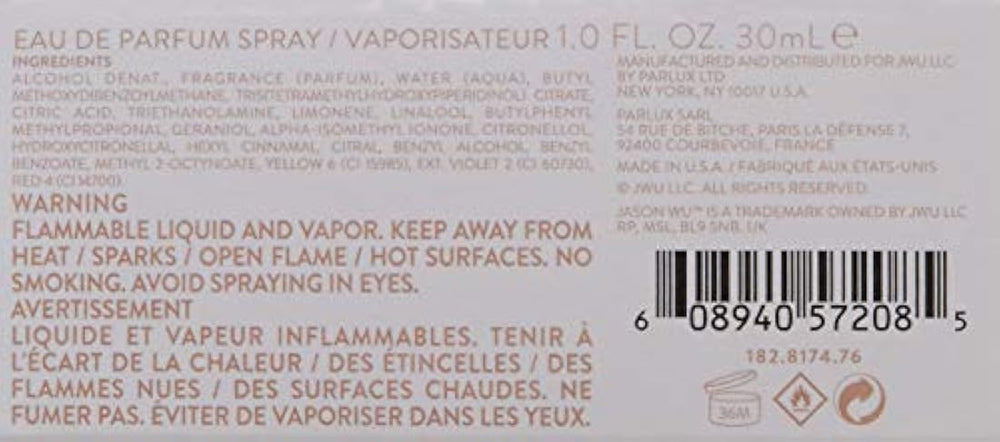 EAU DE PARFUM SPRAY / VAPORISATEUR 1.0 FL. OZ. 30mL ℮
INGREDIENTS
ALCOHOL DENAT., FRAGRANCE (PARFUM), WATER (AQUA), BUTYL
METHOXYDIBENZOYLMETHANE, TRIS(TETRAMETHYLHYDROXYPIPERIDINOL) CITRATE,
CITRIC ACID, TRIETHANOLAMINE, LIMONENE, LINALOOL, BUTYLPHENYL
METHYLPROPIONAL, GERANIOL, ALPHA-ISOMETHYL IONONE, CITRONELLOL,
HYDROXYCITRONELLAL, HEXYL CINNAMAL, CITRAL, BENZYL ALCOHOL, BENZYL
BENZOATE, METHYL 2-OCTYNOATE, YELLOW 6 (CI 15985), EXT. VIOLET 2 (CI 60730),
RED 4 (CI 14700).
WARNING
FLAMMABLE LIQUID AND VAPOR. KEEP AWAY FROM
HEAT / SPARKS / OPEN FLAME / HOT SURFACES. NO
SMOKING. AVOID SPRAYING IN EYES.
AVERTISSEMENT
LIQUIDE ET VAPEUR INFLAMMABLES. TENIR À
L'ÉCART DE LA CHALEUR / DES ÉTINCELLES / DES
FLAMMES NUES / DES SURFACES CHAUDES. NE
FUMER PAS. ÉVITER DE VAPORISER DANS LES YEUX.
MANUFACTURED AND DISTRIBUTED FOR JWU LLC
BY PARLUX LTD
NEW YORK, NY 10017 U.S.A.
PARLUX SARL
54 RUE DE BITCHE, PARIS LA DÉFENSE 7,
92400 COURBEVOIE, FRANCE
MADE IN U.S.A. / FABRIQUÉ AUX ÉTATS-UNIS
© JWU LLC. ALL RIGHTS RESERVED.
JASON WU™ IS A TRADEMARK OWNED BY JWU LLC
RP, MSL, BL9 5NB, UK
6 08940 57208 5
182.8174.76
36M